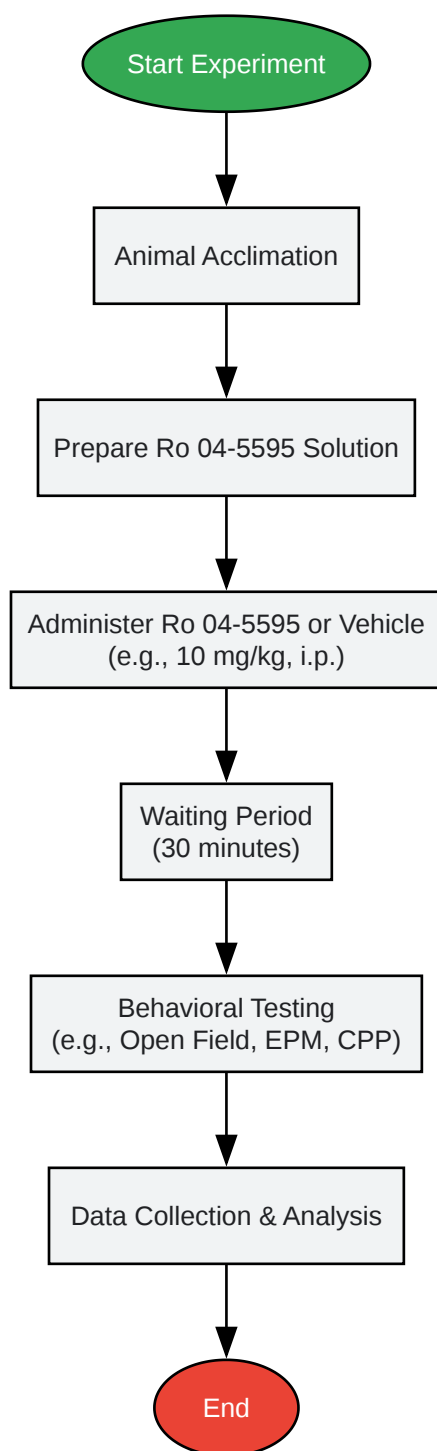 Start Experiment
Animal Acclimation
Prepare Ro 04-5595 Solution
Administer Ro 04-5595 or Vehicle
(e.g., 10 mg/kg, i.p.)
Waiting Period
(30 minutes)
Behavioral Testing
(e.g., Open Field, EPM, CPP)
Data Collection & Analysis
End